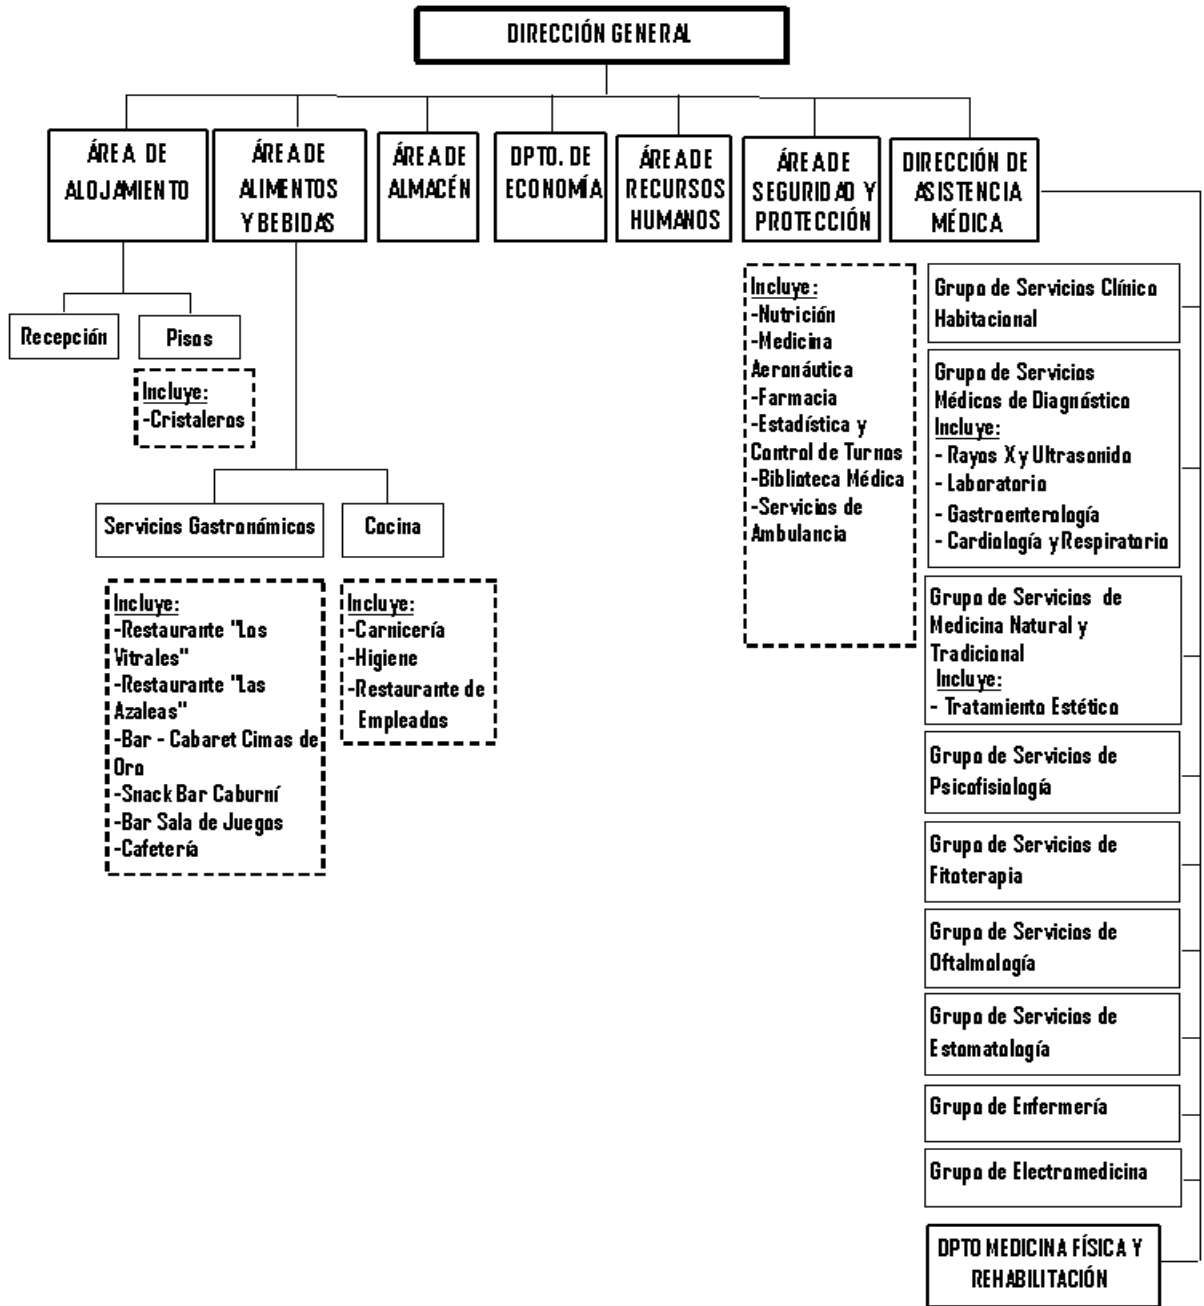 DIRECCIÓN GENERAL
ÁREA DE
ALOJAMIENTO
ÁREA DE
ALIMENTOS
Y BEBIDAS
ÁREA DE
ALMACÉN
DPTO. DE
ECONOMÍA
ÁREA DE
RECURSOS
HUMANOS
ÁREA DE
SEGURIDAD Y
PROTECCIÓN
DIRECCIÓN DE
ASISTENCIA
MÉDICA
Recepción
Pisos
Incluye:
-Cristaleros
Servicios Gastronómicos
Cocina
Incluye:
-Restaurante "Los
Vitrales"
-Restaurante "Las
Azaleas"
-Bar - Cabaret Cimas de
Oro
-Snack Bar Caburní
-Bar Sala de Juegos
-Cafetería
Incluye:
-Carnicería
-Higiene
-Restaurante de
Empleados
Incluye:
-Nutrición
-Medicina
Aeronáutica
-Farmacia
-Estadística y
Control de Turnos
-Biblioteca Médica
-Servicios de
Ambulancia
Grupo de Servicios Clínico
Habitacional
Grupo de Servicios
Médicos de Diagnóstico
Incluye:
- Rayos X y Ultrasonido
- Laboratorio
- Gastroenterología
- Cardiología y Respiratorio
Grupo de Servicios de
Medicina Natural y
Tradicional
Incluye:
- Tratamiento Estético
Grupo de Servicios de
Psicofisiología
Grupo de Servicios de
Fitoterapia
Grupo de Servicios de
Oftalmología
Grupo de Servicios de
Estomatología
Grupo de Enfermería
Grupo de Electromedicina
DPTO MEDICINA FÍSICA Y
REHABILITACIÓN